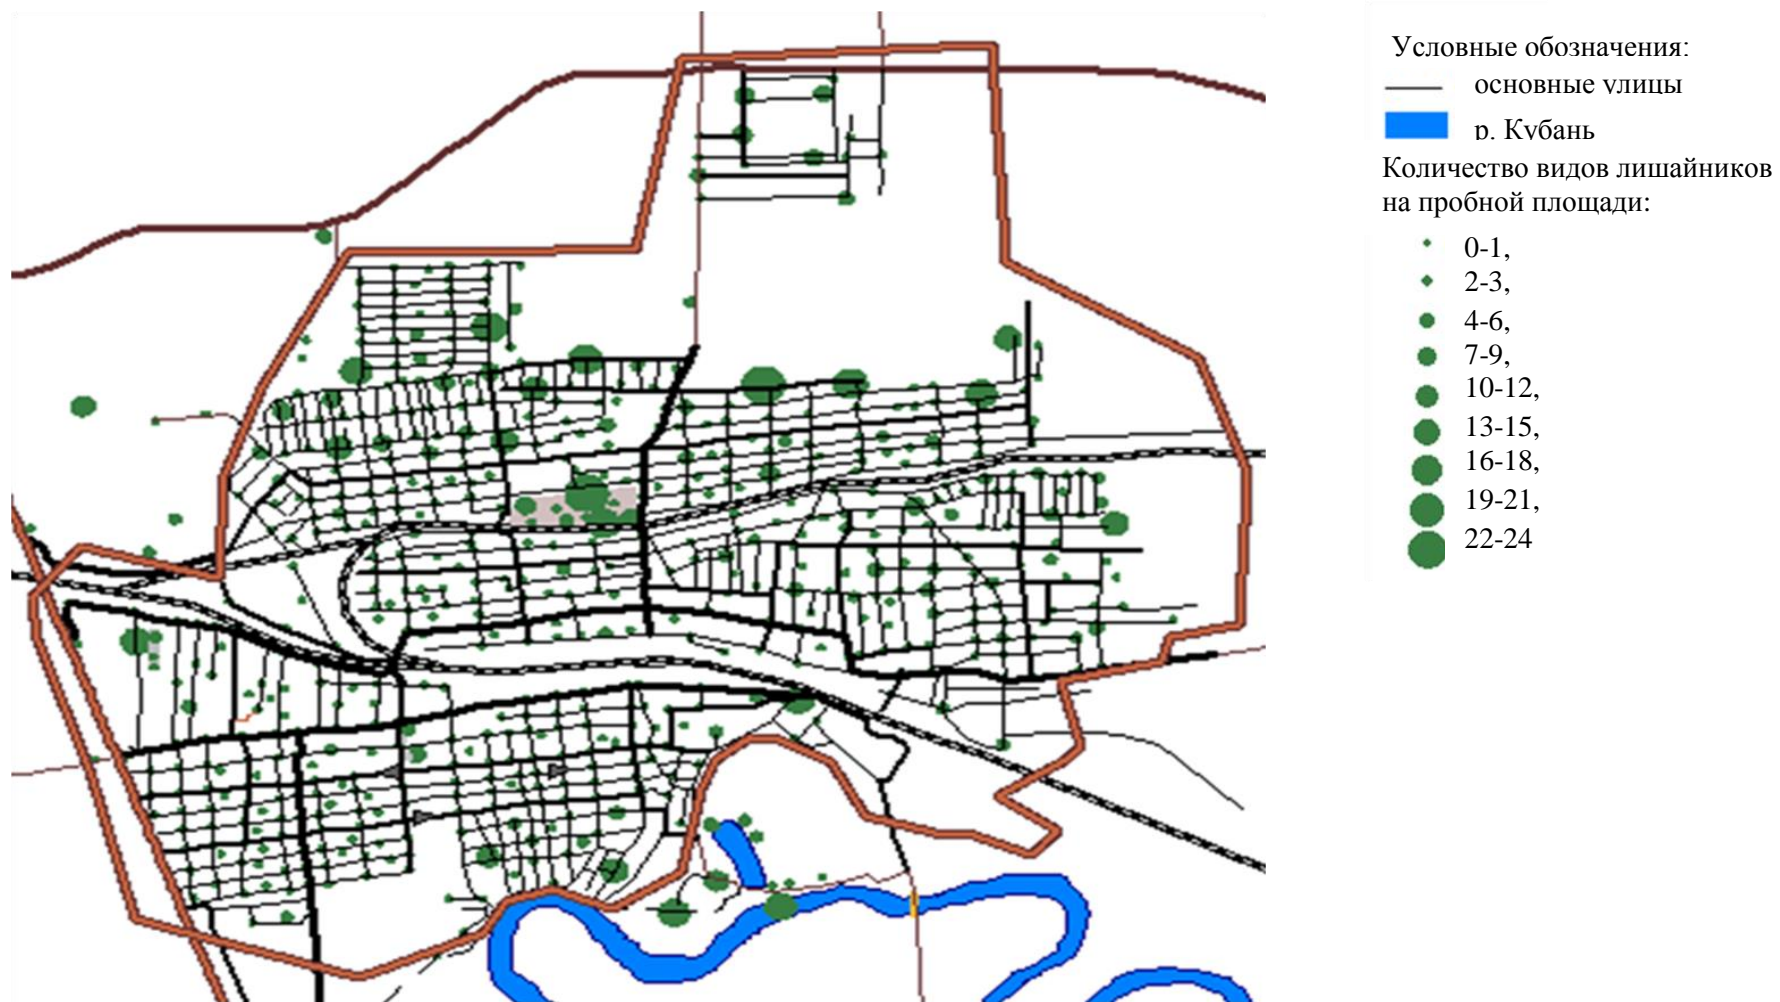 Условные обозначения:
основные улицы
р. Кубань
Количество видов лишайников
на пробной площади:
0-1,
2-3,
4-6,
7-9,
10-12,
13-15,
16-18,
19-21,
22-24